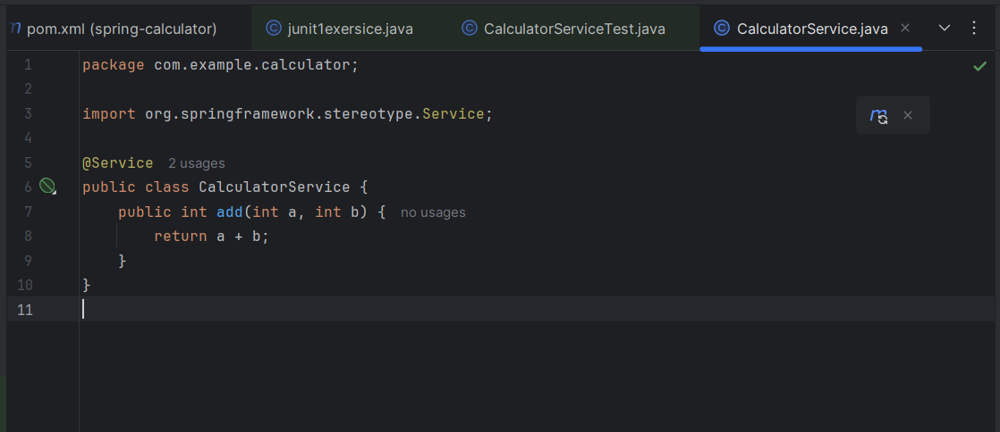 pom.xml (spring-calculator) junit1exersice.java CalculatorServiceTest.java CalculatorService.java
1 package com.example.calculator;
2
3 import org.springframework.stereotype.Service;
4
5 @Service 2 usages
6 public class CalculatorService {
7 public int add(int a, int b) { no usages
8 return a + b;
9 }
10 }
11